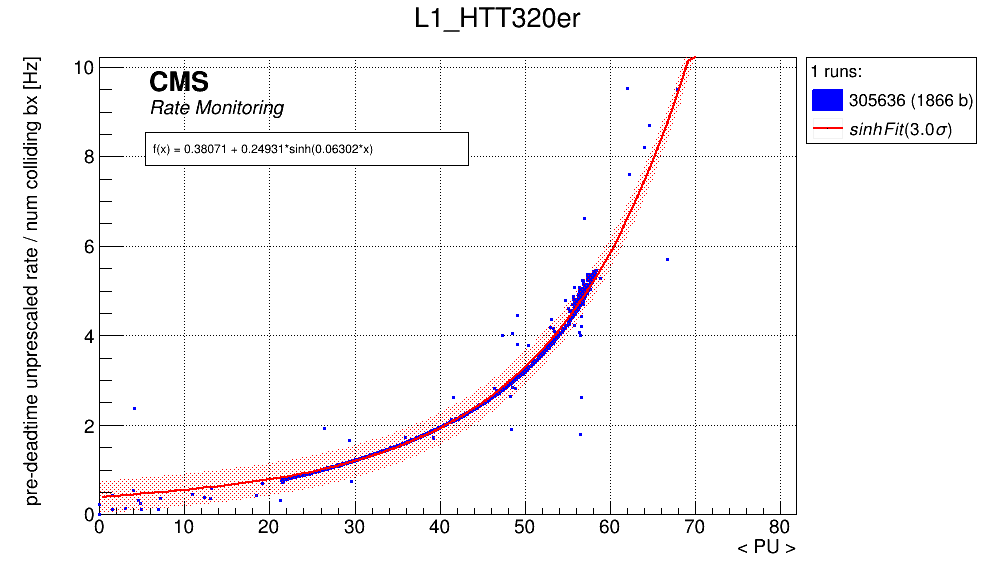 L1_HTT320er
pre-deadtime unprescaled rate / num colliding bx [Hz]
10
8
6
4
2
0
CMS
Rate Monitoring
f(x) = 0.38071 + 0.24931*sinh(0.06302*x)
1 runs:
305636 (1866 b)
sinhFit(3.0σ)
0 10 20 30 40 50 60 70 80
< PU >